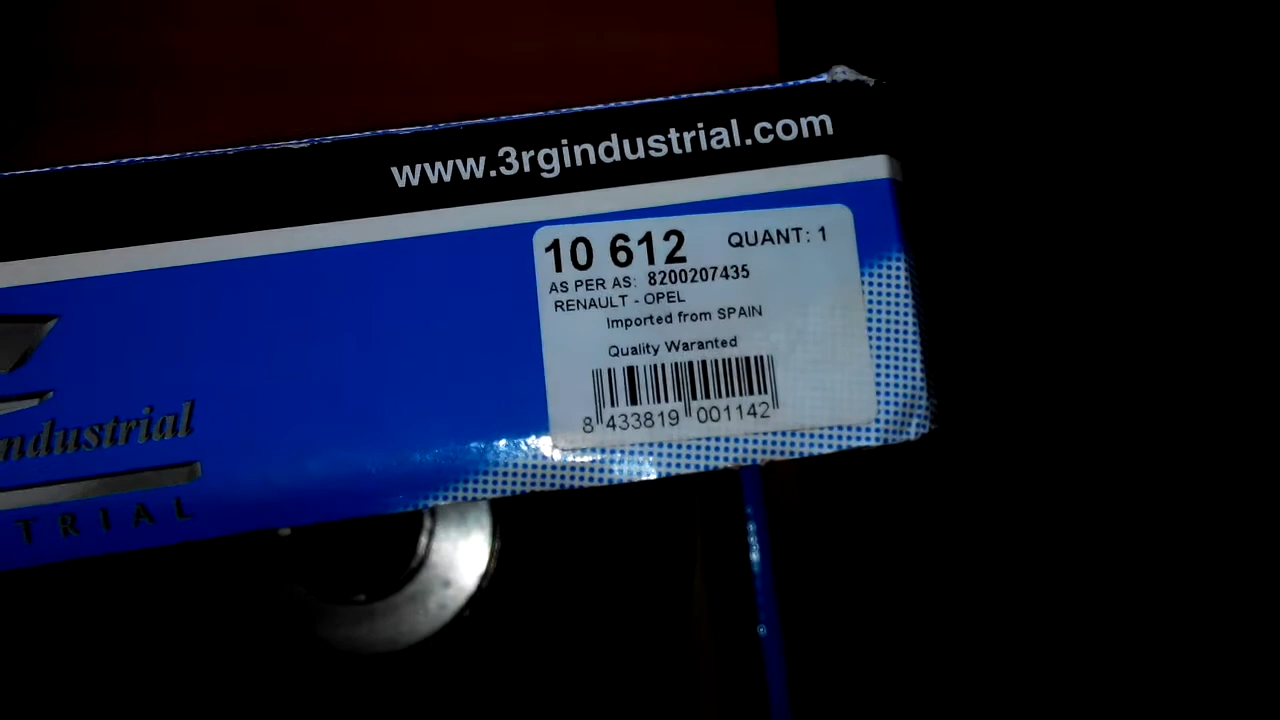 www.3rgindustrial.com
10 612 QUANT: 1
AS PER AS: 8200207435
RENAULT - OPEL
Imported from SPAIN
Quality Waranted
8 433819 001142
industrial
TRIAL